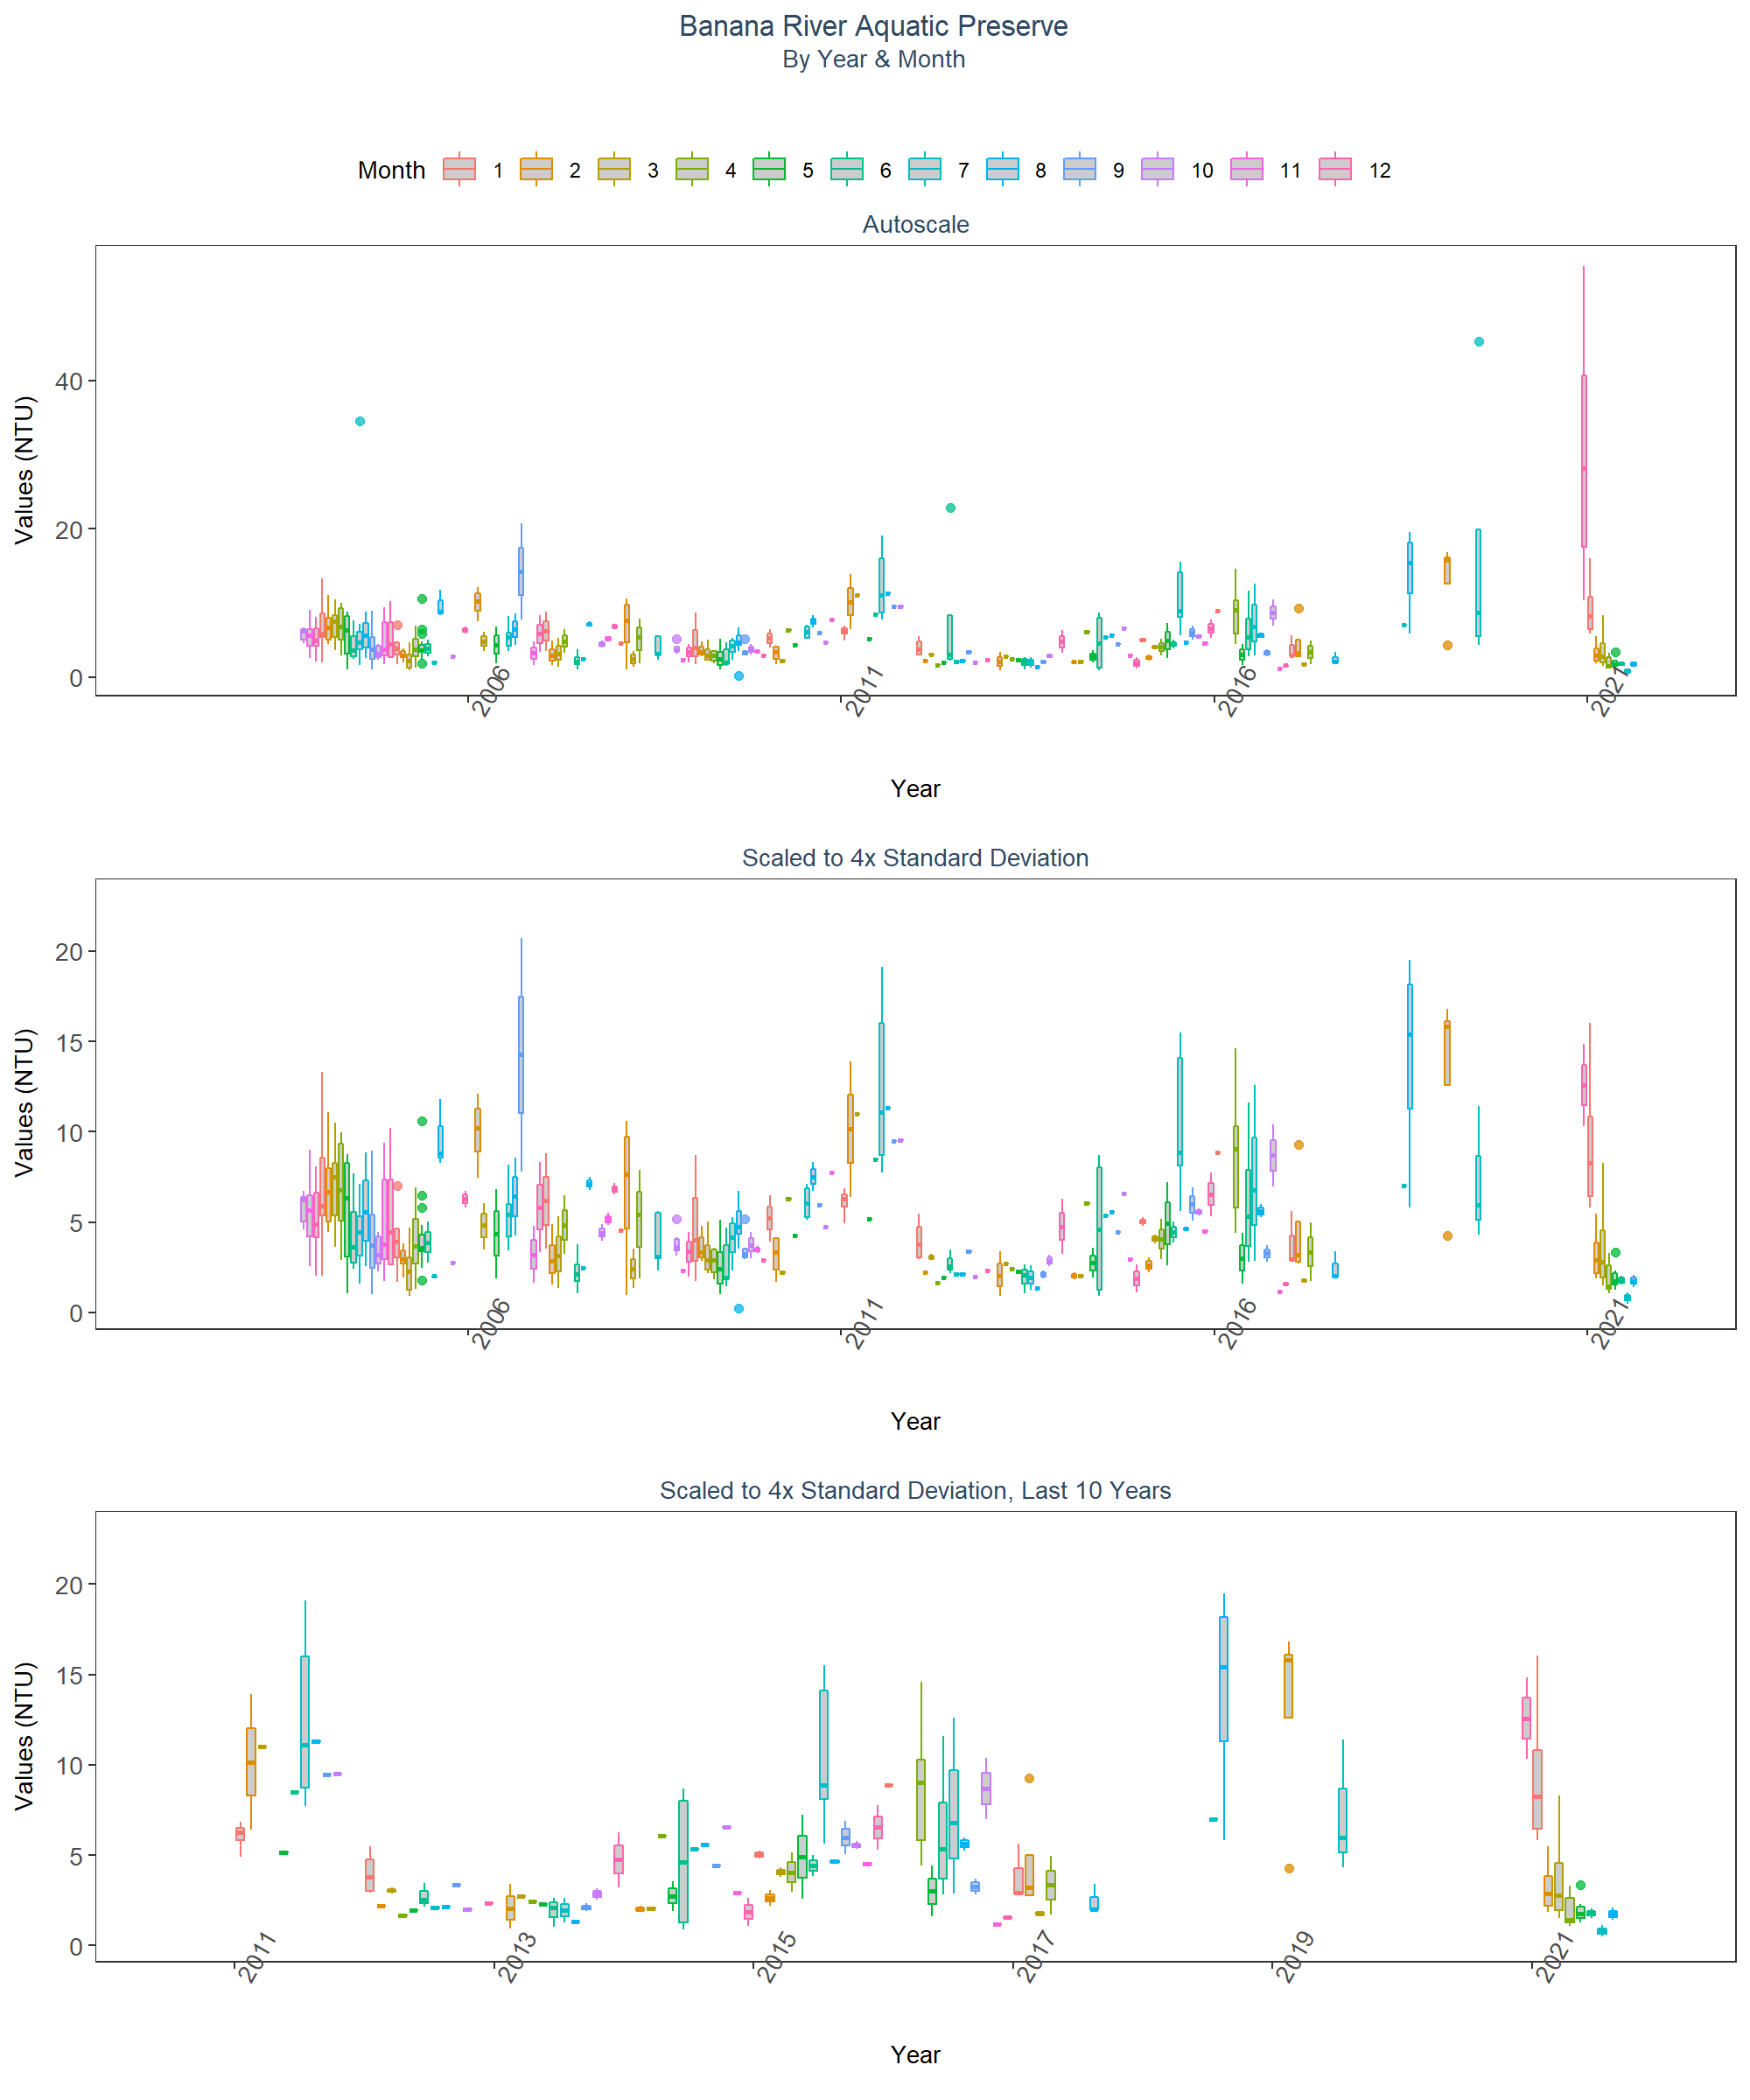 Banana River Aquatic Preserve
By Year & Month
Month 1 2 3 4 5 6 7 8 9 10 11 12
Autoscale
Values (NTU)
40
20
0
2006 2011 2016 2021
Year
Scaled to 4x Standard Deviation
Values (NTU)
20
15
10
5
0
2006 2011 2016 2021
Year
Scaled to 4x Standard Deviation, Last 10 Years
Values (NTU)
20
15
10
5
0
2011 2013 2015 2017 2019 2021
Year